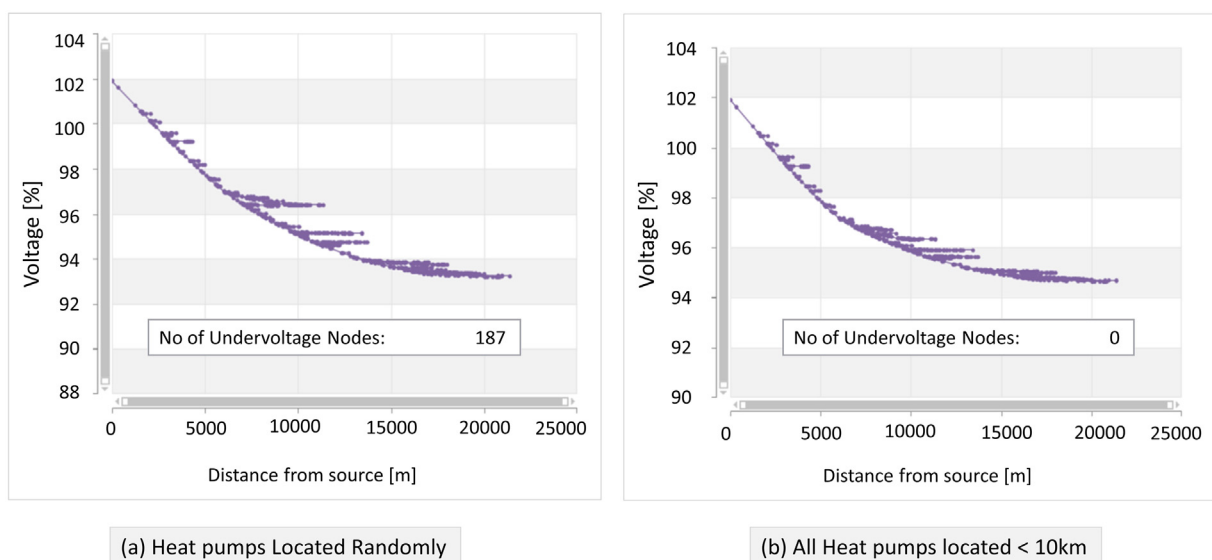 104
102
100
98
96
94
92
90
88
Voltage [%]
No of Undervoltage Nodes: 187
0 5000 10000 15000 20000 25000
Distance from source [m]
(a) Heat pumps Located Randomly
104
102
100
98
96
94
92
90
Voltage [%]
No of Undervoltage Nodes: 0
0 5000 10000 15000 20000 25000
Distance from source [m]
(b) All Heat pumps located < 10km